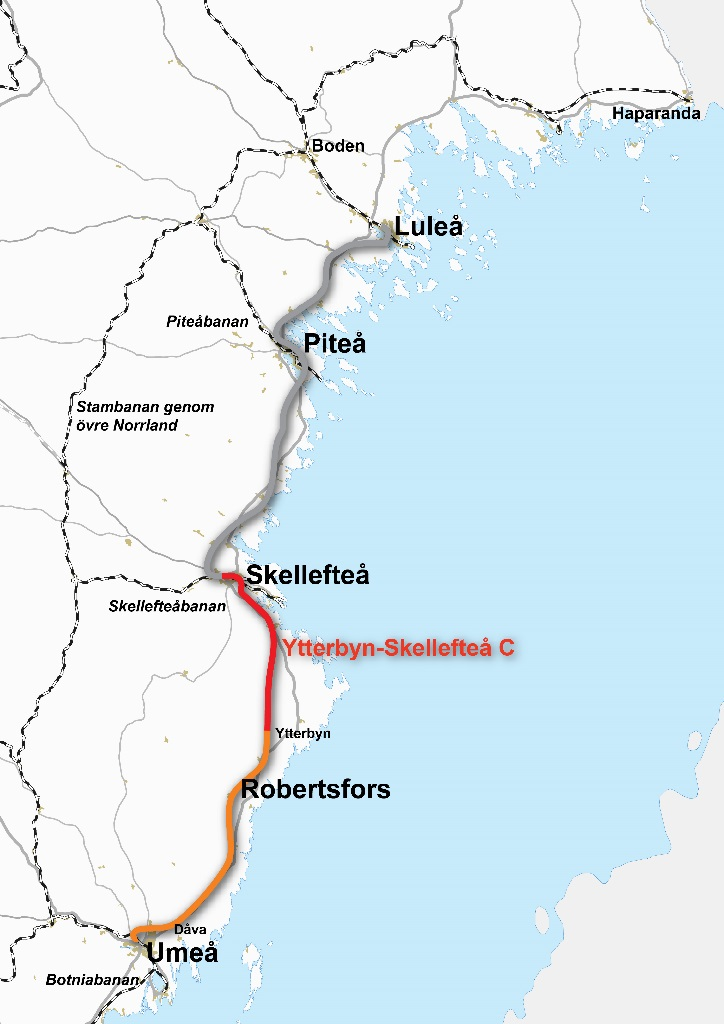 Haparanda
Boden
Luleå
Piteåbanan
Piteå
Stambanan genom
övre Norrland
Skellefteå
Skellefteåbanan
Ytterbyn-Skellefteå C
Ytterbyn
Robertsfors
Dåva
Umeå
Botniabanan